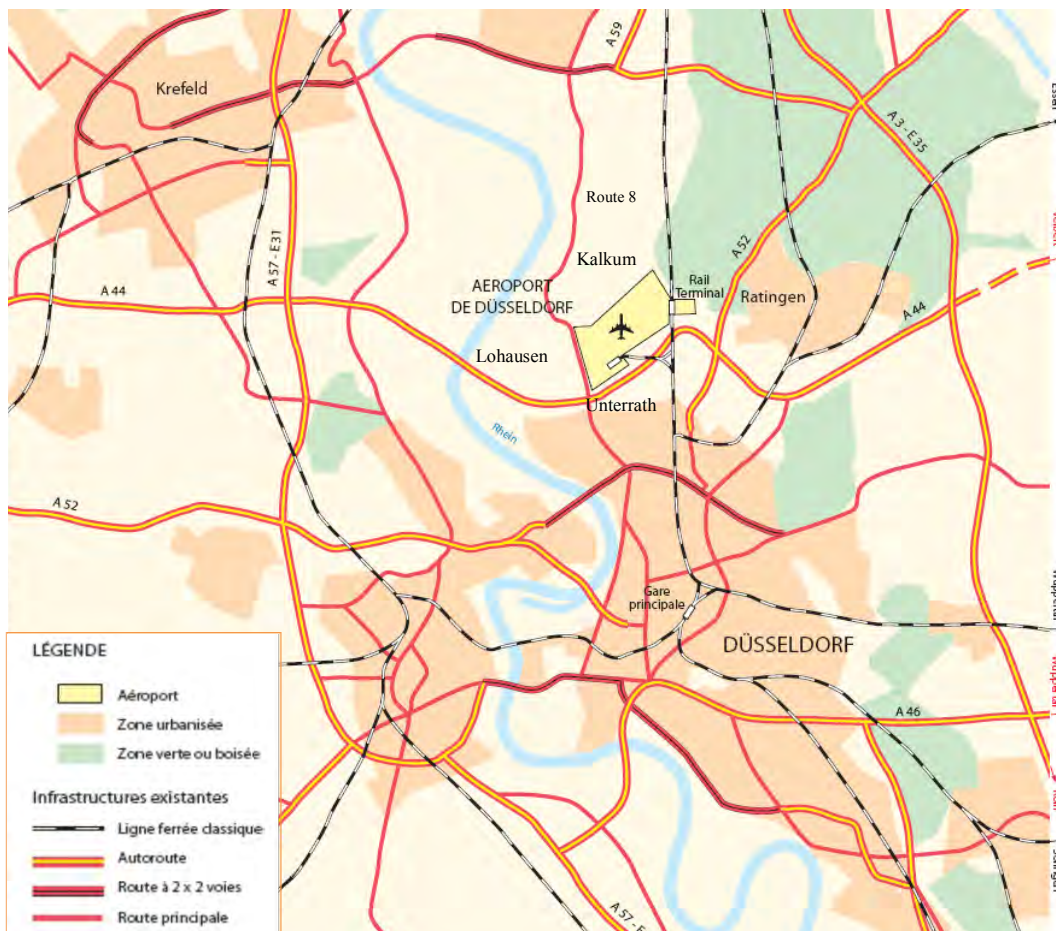 A 59
Krefeld
A 3 - E 35
Route 8
A 57 - E31
Kalkum
A 52
AEROPORT
DE DÜSSELDORF
Rail
Terminal
Ratingen
A 44
A 44
Lohausen
Unterrath
Rhein
A 52
Gare
principale
DÜSSELDORF
A 46
A 57 - E
LÉGENDE
Aéroport
Zone urbanisée
Zone verte ou boisée
Infrastructures existantes
Ligne ferrée classique
Autoroute
Route à 2 x 2 voies
Route principale